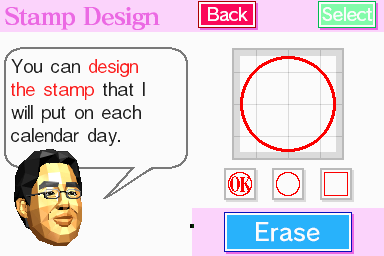 Stamp Design
Back
Select
You can design
the stamp that I
will put on each
calendar day.
OK
Erase